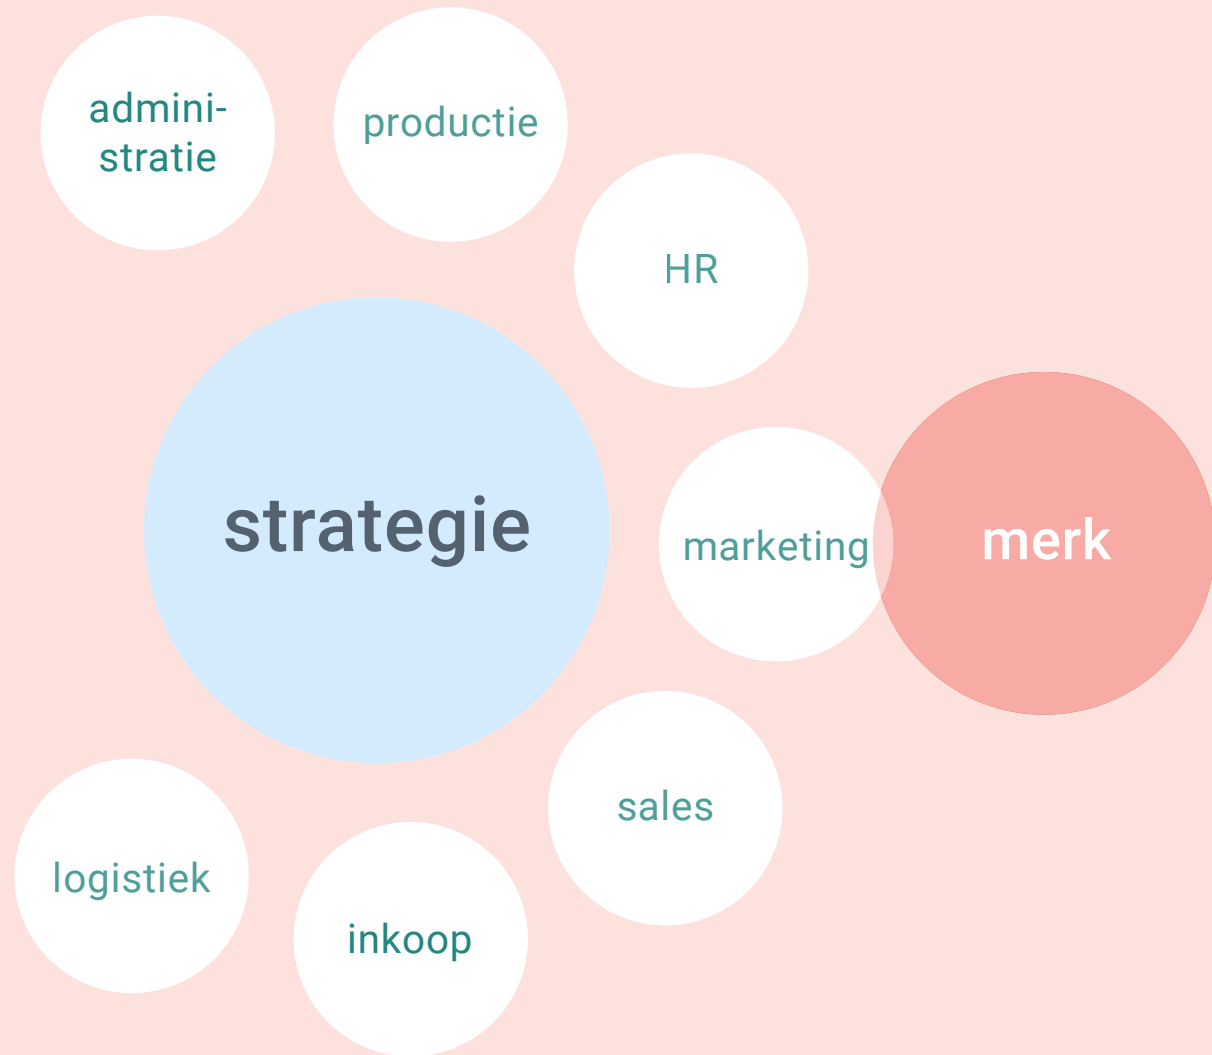 admini-
stratie
productie
HR
strategie
marketing
merk
sales
logistiek
inkoop